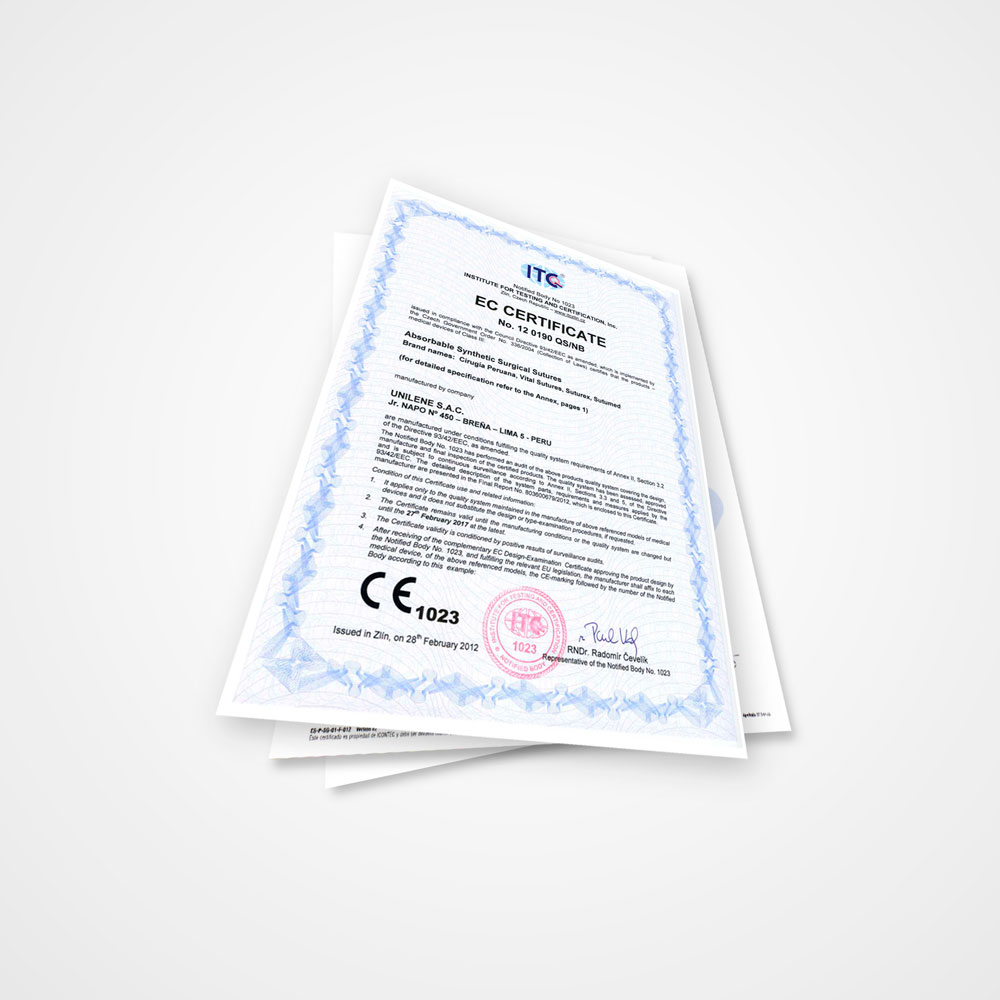 ITC
Notified Body No 1023
INSTITUTE FOR TESTING AND CERTIFICATION, Inc.
Zlín, Czech Republic – www.itczlin.cz
EC CERTIFICATE
No. 12 0190 QS/NB
issued in compliance with the Council Directive 93/42/EEC as amended, which is implemented by
the Czech Government Order No. 336/2004 (Collection of Laws) certifies that the products –
medical devices of Class III:
Absorbable Synthetic Surgical Sutures
Brand names: Cirugia Peruana, Vital Sutures, Suturex, Sutumed
(for detailed specification refer to the Annex, pages 1)
manufactured by company
UNILENE S.A.C.
Jr. NAPO Nº 450 – BREÑA – LIMA 5 - PERU
are manufactured under conditions fulfilling the quality system requirements of Annex II, Section 3.2
of the Directive 93/42/EEC, as amended.
The Notified Body No. 1023 has performed an audit of the above products quality system covering the design,
manufacture and final inspection of the certified products. The quality system has been assessed, approved
and is subject to continuous surveillance according to Annex II, Sections 3.3 and 5, of the Directive
93/42/EEC. The detailed description of the system parts, requirements and measures applied by the
manufacturer are presented in the Final Report No. 803600679/2012, which is enclosed to this Certificate.
Condition of this Certificate use and related information:
1. It applies only to the quality system maintained in the manufacture of above referenced models of medical
devices and it does not substitute the design or type-examination procedures, if requested.
2. The Certificate remains valid until the manufacturing conditions or the quality system are changed but
until the 27th February 2017 at the latest.
3. The Certificate validity is conditioned by positive results of surveillance audits.
4. After receiving of the complementary EC Design-Examination Certificate approving the product design by
the Notified Body No. 1023, and fulfilling the relevant EU legislation, the manufacturer shall affix to each
medical device, of the above referenced models, the CE-marking followed by the number of the Notified
Body according to this example:
CE 1023
INSTITUTE FOR TESTING AND CERTIFICATION
ITC
1023
NOTIFIED BODY
Issued in Zlín, on 28th February 2012
RNDr. Radomír Čevelík
Representative of the Notified Body No. 1023
ES-P-SG-01-F-012 Versión
Este certificado es propiedad de ICONTEC y debe ser